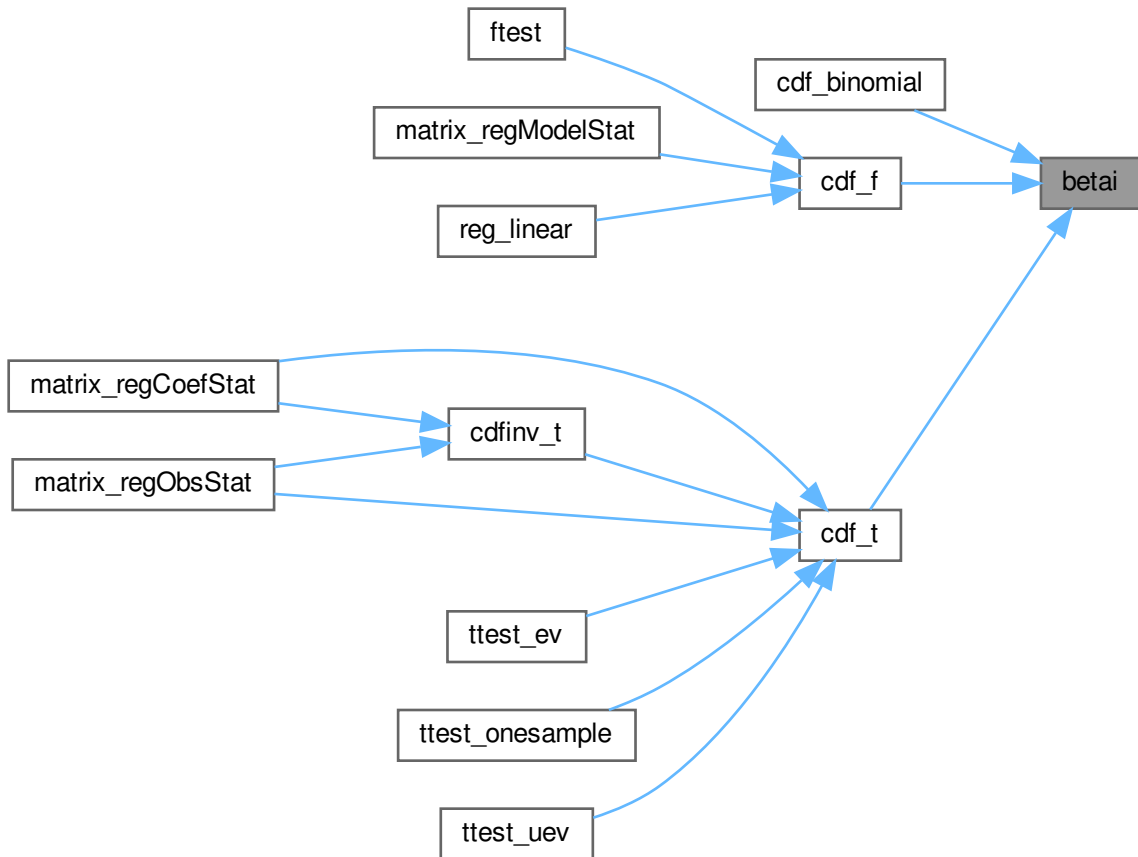 ftest
cdf_binomial
matrix_regModelStat
cdf_f
betai
reg_linear
matrix_regCoefStat
cdfinv_t
matrix_regObsStat
cdf_t
ttest_ev
ttest_onesample
ttest_uev